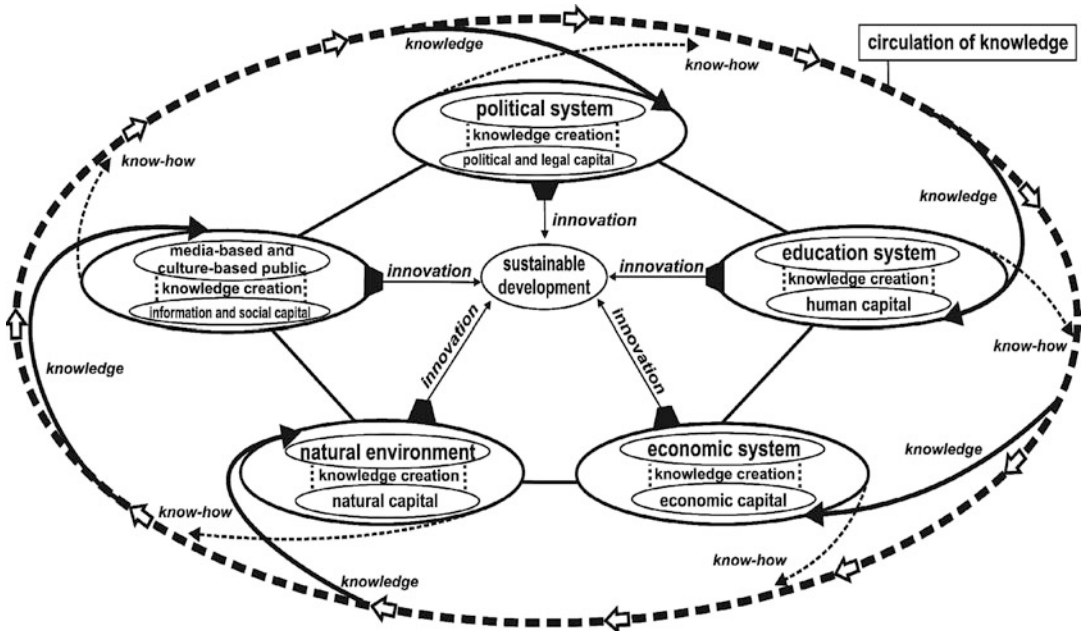 knowledge
know-how
circulation of knowledge
political system
knowledge creation
political and legal capital
know-how
knowledge
innovation
media-based and
culture-based public
knowledge creation
information and social capital
innovation
sustainable
development
innovation
education system
knowledge creation
human capital
know-how
knowledge
innovation
innovation
natural environment
knowledge creation
natural capital
economic system
knowledge creation
economic capital
knowledge
know-how
know-how
knowledge